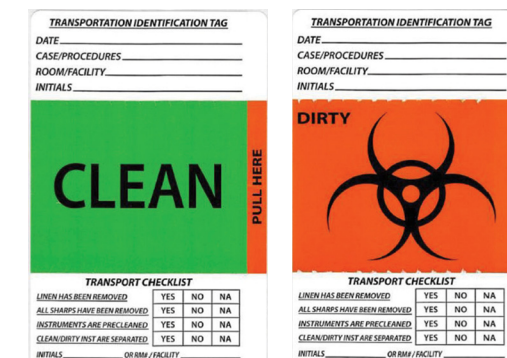 TRANSPORTATION IDENTIFICATION TAG
DATE
CASE/PROCEDURES
ROOM/FACILITY
INITIALS
CLEAN
PULL HERE
TRANSPORT CHECKLIST
LINEN HAS BEEN REMOVED YES NO NA
ALL SHARPS HAVE BEEN REMOVED YES NO NA
INSTRUMENTS ARE PRECLEANED YES NO NA
CLEAN/DIRTY INST ARE SEPARATED YES NO NA
INITIALS OR RM# / FACILITY
TRANSPORTATION IDENTIFICATION TAG
DATE
CASE/PROCEDURES
ROOM/FACILITY
INITIALS
DIRTY
TRANSPORT CHECKLIST
LINEN HAS BEEN REMOVED YES NO NA
ALL SHARPS HAVE BEEN REMOVED YES NO NA
INSTRUMENTS ARE PRECLEANED YES NO NA
CLEAN/DIRTY INST ARE SEPARATED YES NO NA
INITIALS OR RM# / FACILITY